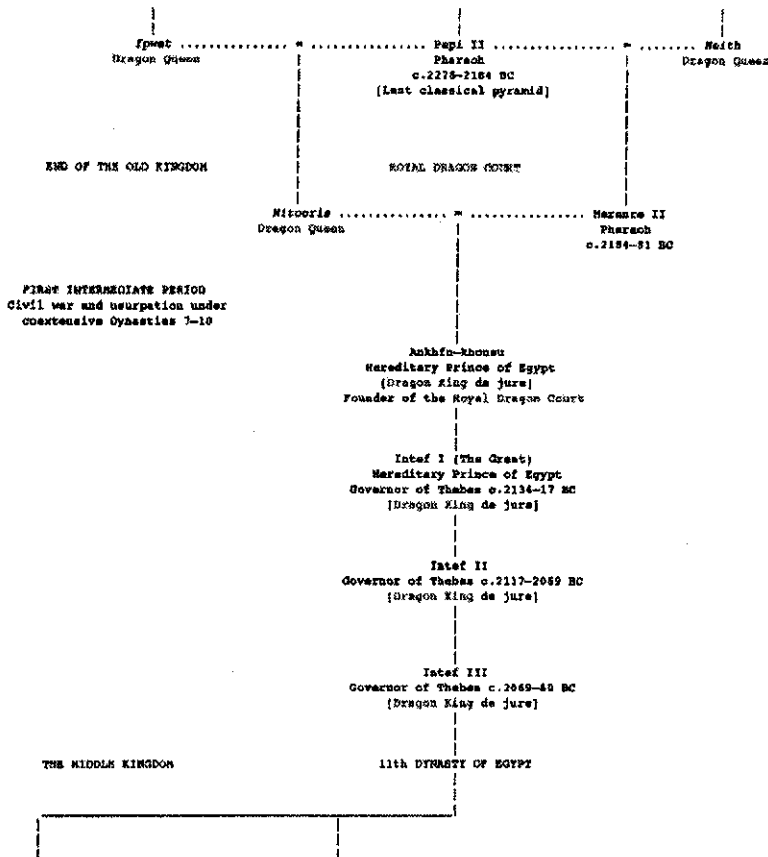 Ipwet = Pepi II = Neith
Dragon Queen Pharaoh Dragon Queen
c.2278–2184 BC
[Last classical pyramid]
END OF THE OLD KINGDOM ROYAL DRAGON COURT
Nitocris = Merenre II
Dragon Queen Pharaoh
c.2184–81 BC
FIRST INTERMEDIATE PERIOD
Civil war and usurpation under
coextensive Dynasties 7–10
Ankhfn-khonsu
Hereditary Prince of Egypt
[Dragon King de jure]
Founder of the Royal Dragon Court
Intef I (The Great)
Hereditary Prince of Egypt
Governor of Thebes c.2134–17 BC
[Dragon King de jure]
Intef II
Governor of Thebes c.2117–2069 BC
[Dragon King de jure]
Intef III
Governor of Thebes c.2069–60 BC
[Dragon King de jure]
THE MIDDLE KINGDOM 11th DYNASTY OF EGYPT